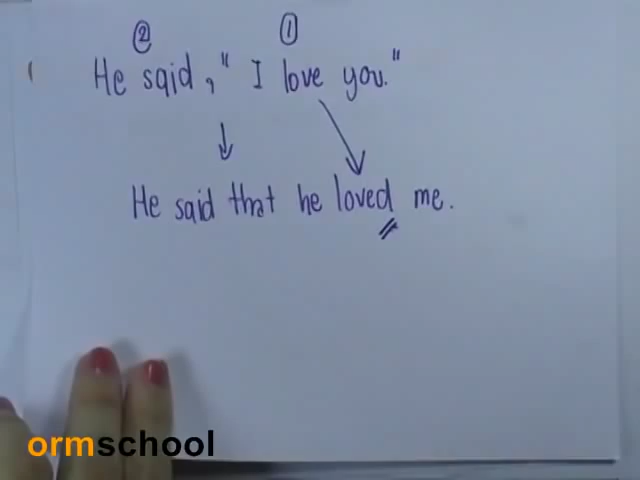 ② ①
He said, "I love you."
He said that he loved me.
ormschool